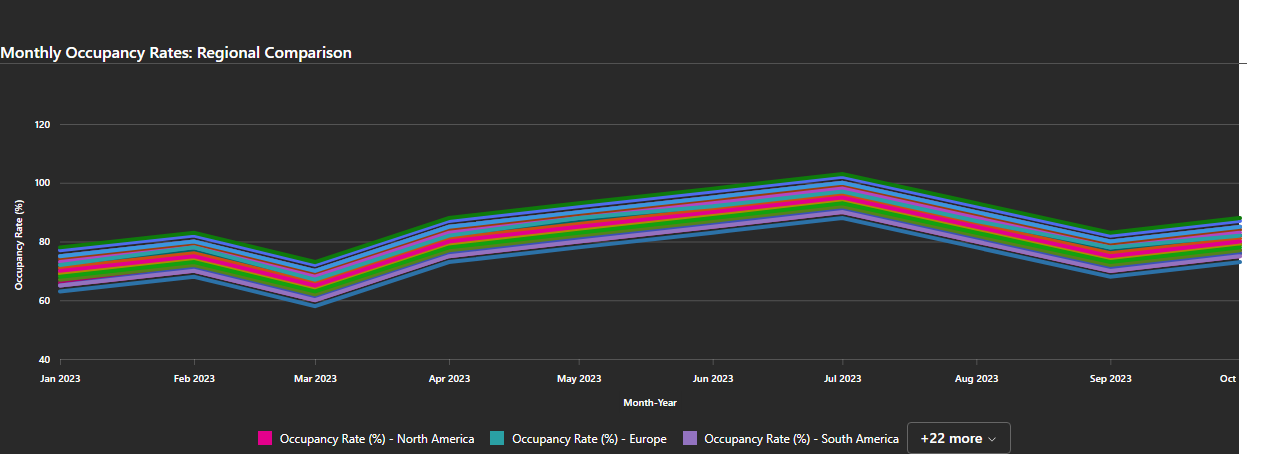 Monthly Occupancy Rates: Regional Comparison
120
100
80
60
40
Occupancy Rate (%)
Jan 2023 Feb 2023 Mar 2023 Apr 2023 May 2023 Jun 2023 Jul 2023 Aug 2023 Sep 2023 Oct
Month-Year
Occupancy Rate (%) - North America Occupancy Rate (%) - Europe Occupancy Rate (%) - South America +22 more